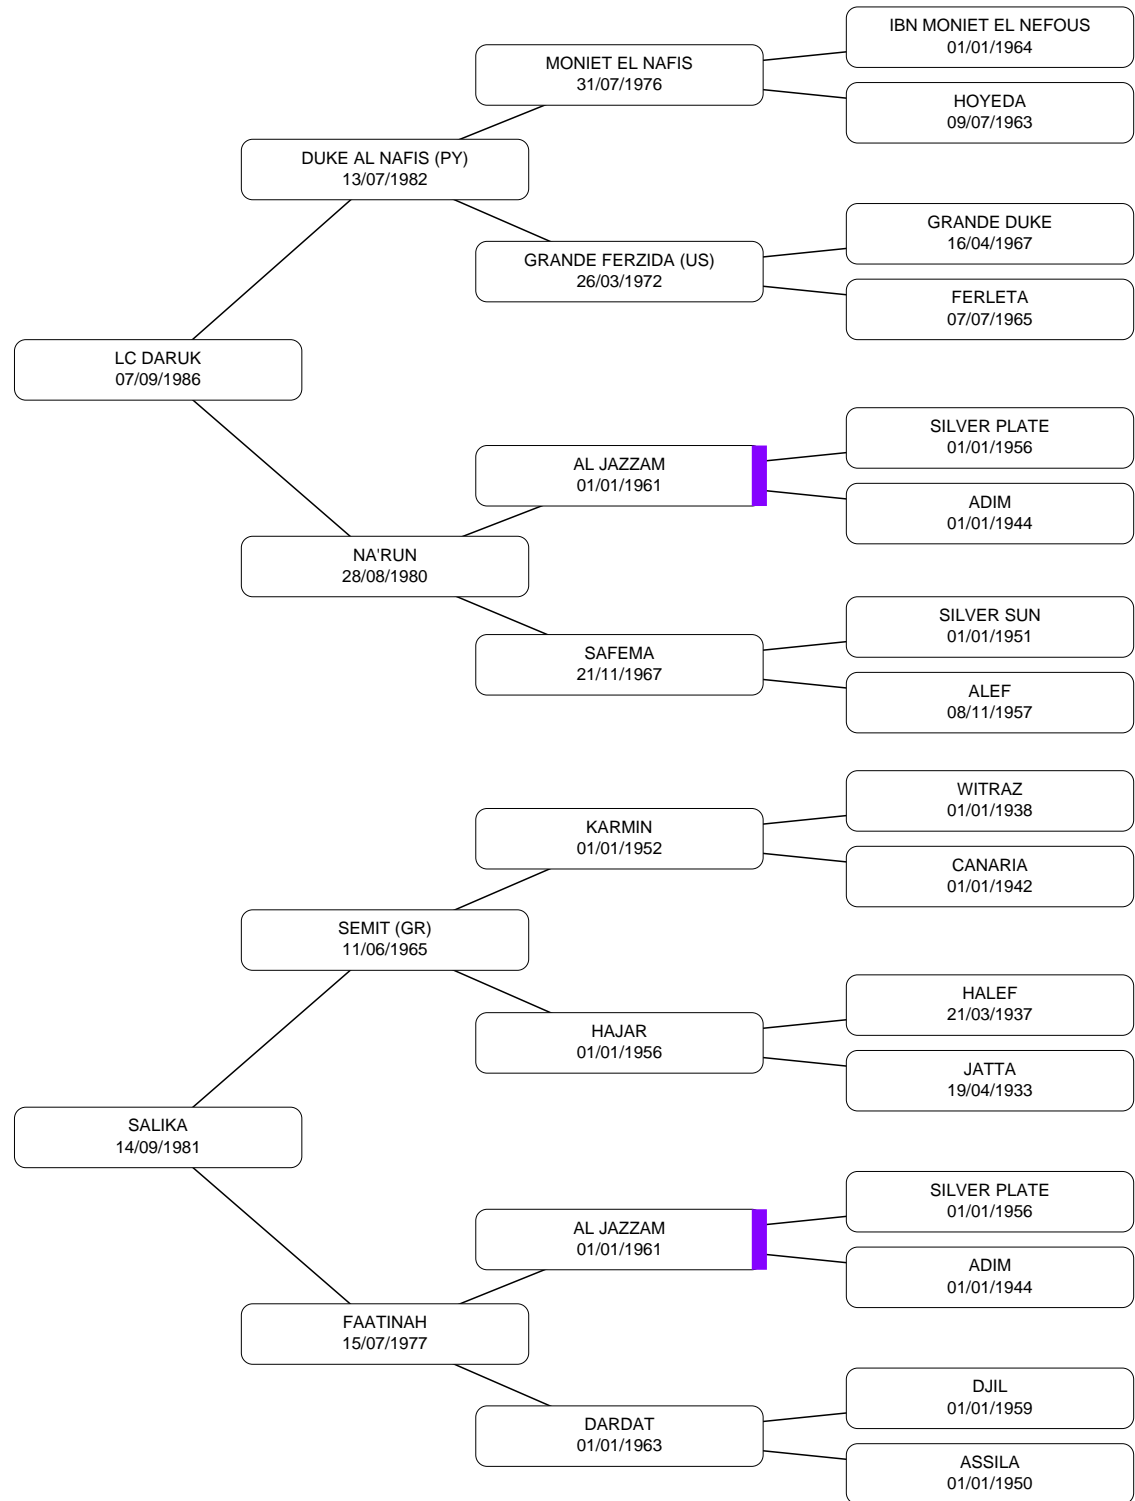 IBN MONIET EL NEFOUS
01/01/1964
MONIET EL NAFIS
31/07/1976
HOYEDA
09/07/1963
DUKE AL NAFIS (PY)
13/07/1982
GRANDE DUKE
16/04/1967
GRANDE FERZIDA (US)
26/03/1972
FERLETA
07/07/1965
LC DARUK
07/09/1986
SILVER PLATE
01/01/1956
AL JAZZAM
01/01/1961
ADIM
01/01/1944
NA'RUN
28/08/1980
SILVER SUN
01/01/1951
SAFEMA
21/11/1967
ALEF
08/11/1957
WITRAZ
01/01/1938
KARMIN
01/01/1952
CANARIA
01/01/1942
SEMIT (GR)
11/06/1965
HALEF
21/03/1937
HAJAR
01/01/1956
JATTA
19/04/1933
SALIKA
14/09/1981
SILVER PLATE
01/01/1956
AL JAZZAM
01/01/1961
ADIM
01/01/1944
FAATINAH
15/07/1977
DJIL
01/01/1959
DARDAT
01/01/1963
ASSILA
01/01/1950